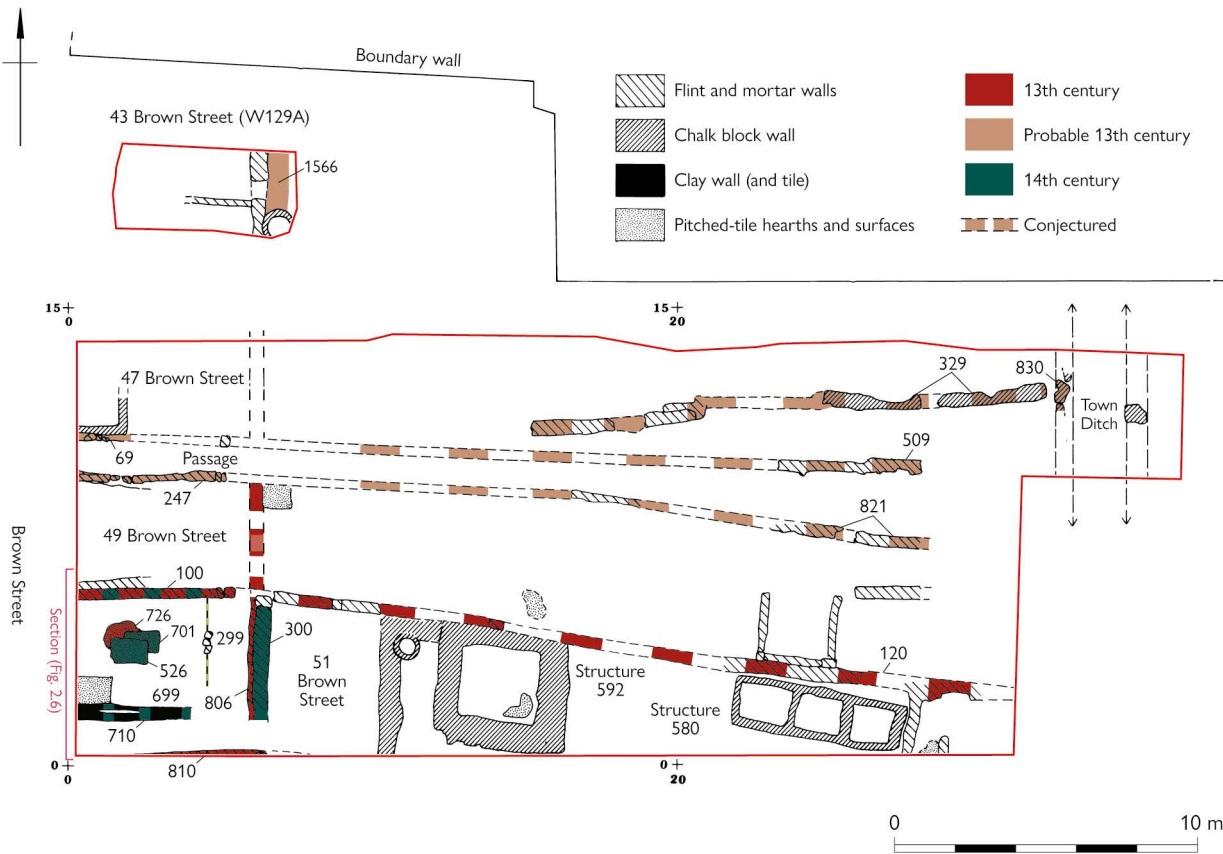 Boundary wall
43 Brown Street (W129A)
1566
Flint and mortar walls
Chalk block wall
Clay wall (and tile)
Pitched-tile hearths and surfaces
13th century
Probable 13th century
14th century
Conjectured
15
0
15
20
47 Brown Street
69
Passage
247
329
830
Town
Ditch
509
821
49 Brown Street
Brown Street
Section (Fig. 2.6)
100
726
701
526
299
300
699
710
806
51
Brown
Street
Structure
592
Structure
580
120
810
0
0
0
20
0
10 m